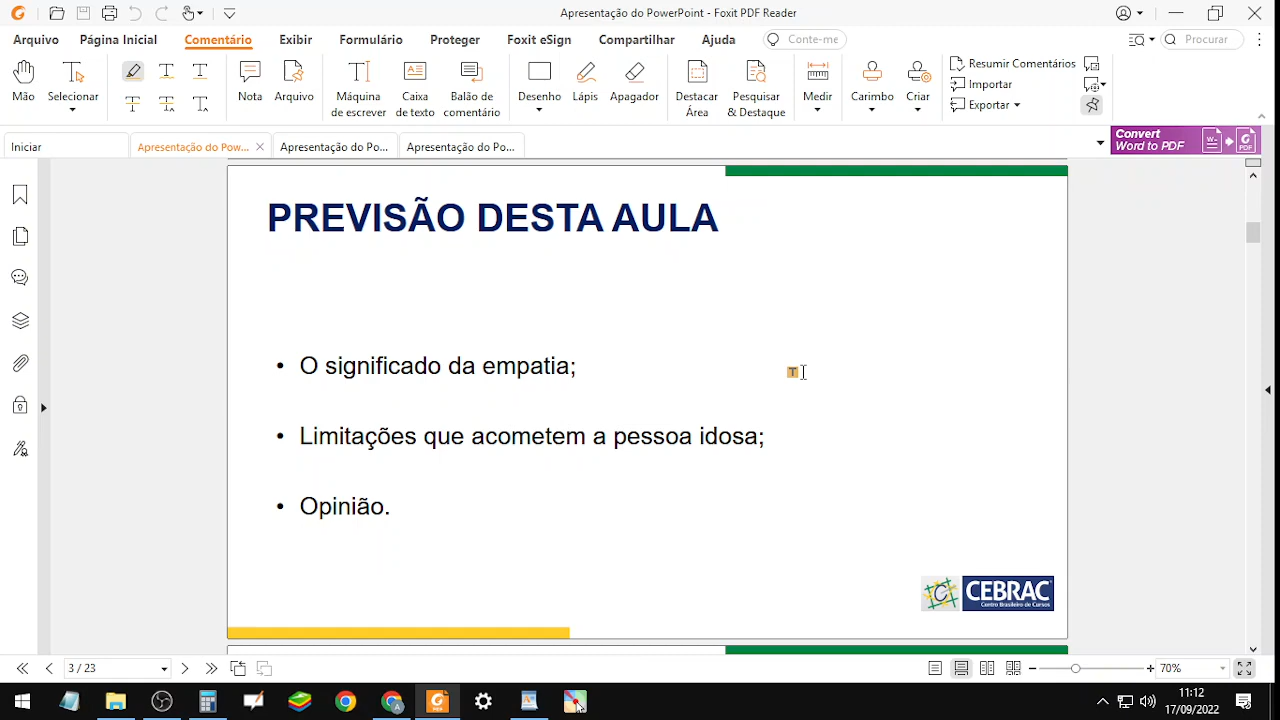 Apresentação do PowerPoint - Foxit PDF Reader
Arquivo Página Inicial Comentário Exibir Formulário Proteger Foxit eSign Compartilhar Ajuda Conte-me Procurar
Mão Selecionar Nota Arquivo Máquina de escrever Caixa de texto Balão de comentário Desenho Lápis Apagador Destacar Área Pesquisar & Destaque Medir Carimbo Criar
Resumir Comentários
Importar
Exportar
Iniciar Apresentação do Pow... Apresentação do Po... Apresentação do Po...
Convert
Word to PDF
PREVISÃO DESTA AULA
• O significado da empatia;
• Limitações que acometem a pessoa idosa;
• Opinião.
CEBRAC
Centro Brasileiro de Cursos
3 / 23 70%
11:12
17/09/2022